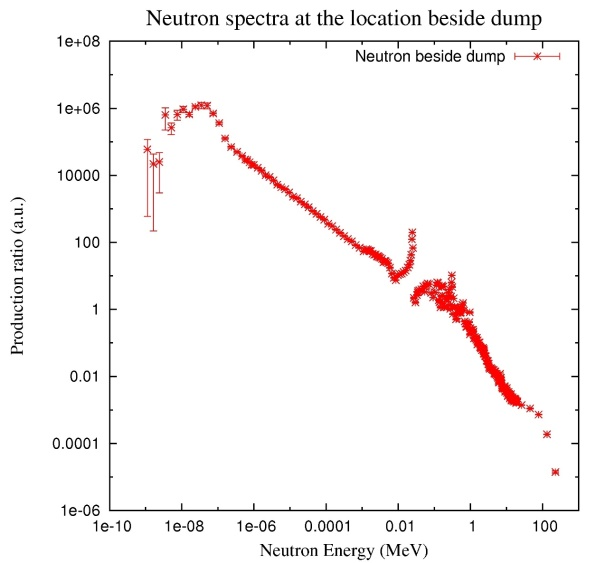 Neutron spectra at the location beside dump
1e+08
Neutron beside dump
1e+06
10000
100
1
0.01
0.0001
1e-06
Production ratio (a.u.)
1e-10 1e-08 1e-06 0.0001 0.01 1 100
Neutron Energy (MeV)